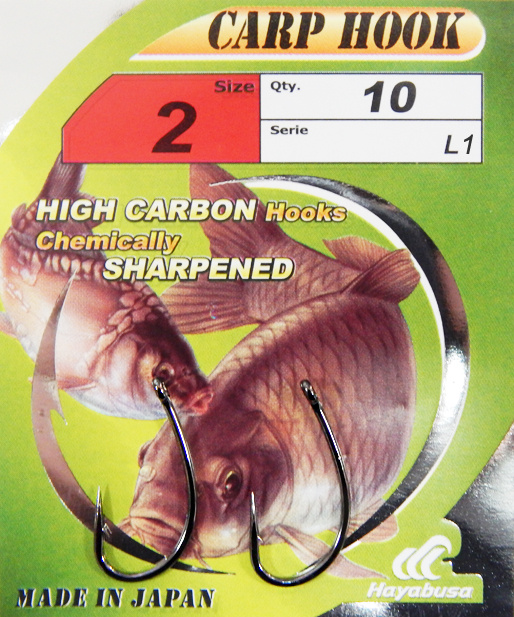 CARP HOOK
Size
2
Qty.
10
Serie
L1
HIGH CARBON Hooks
Chemically
SHARPENED
Hayabusa
MADE IN JAPAN